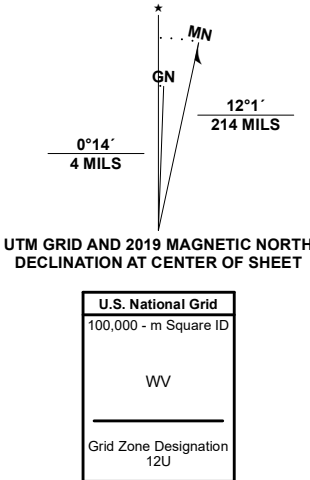 ★
MN
GN
12°1´
214 MILS
0°14´
4 MILS
UTM GRID AND 2019 MAGNETIC NORTH
DECLINATION AT CENTER OF SHEET
U.S. National Grid
100,000 - m Square ID
WV
Grid Zone Designation
12U